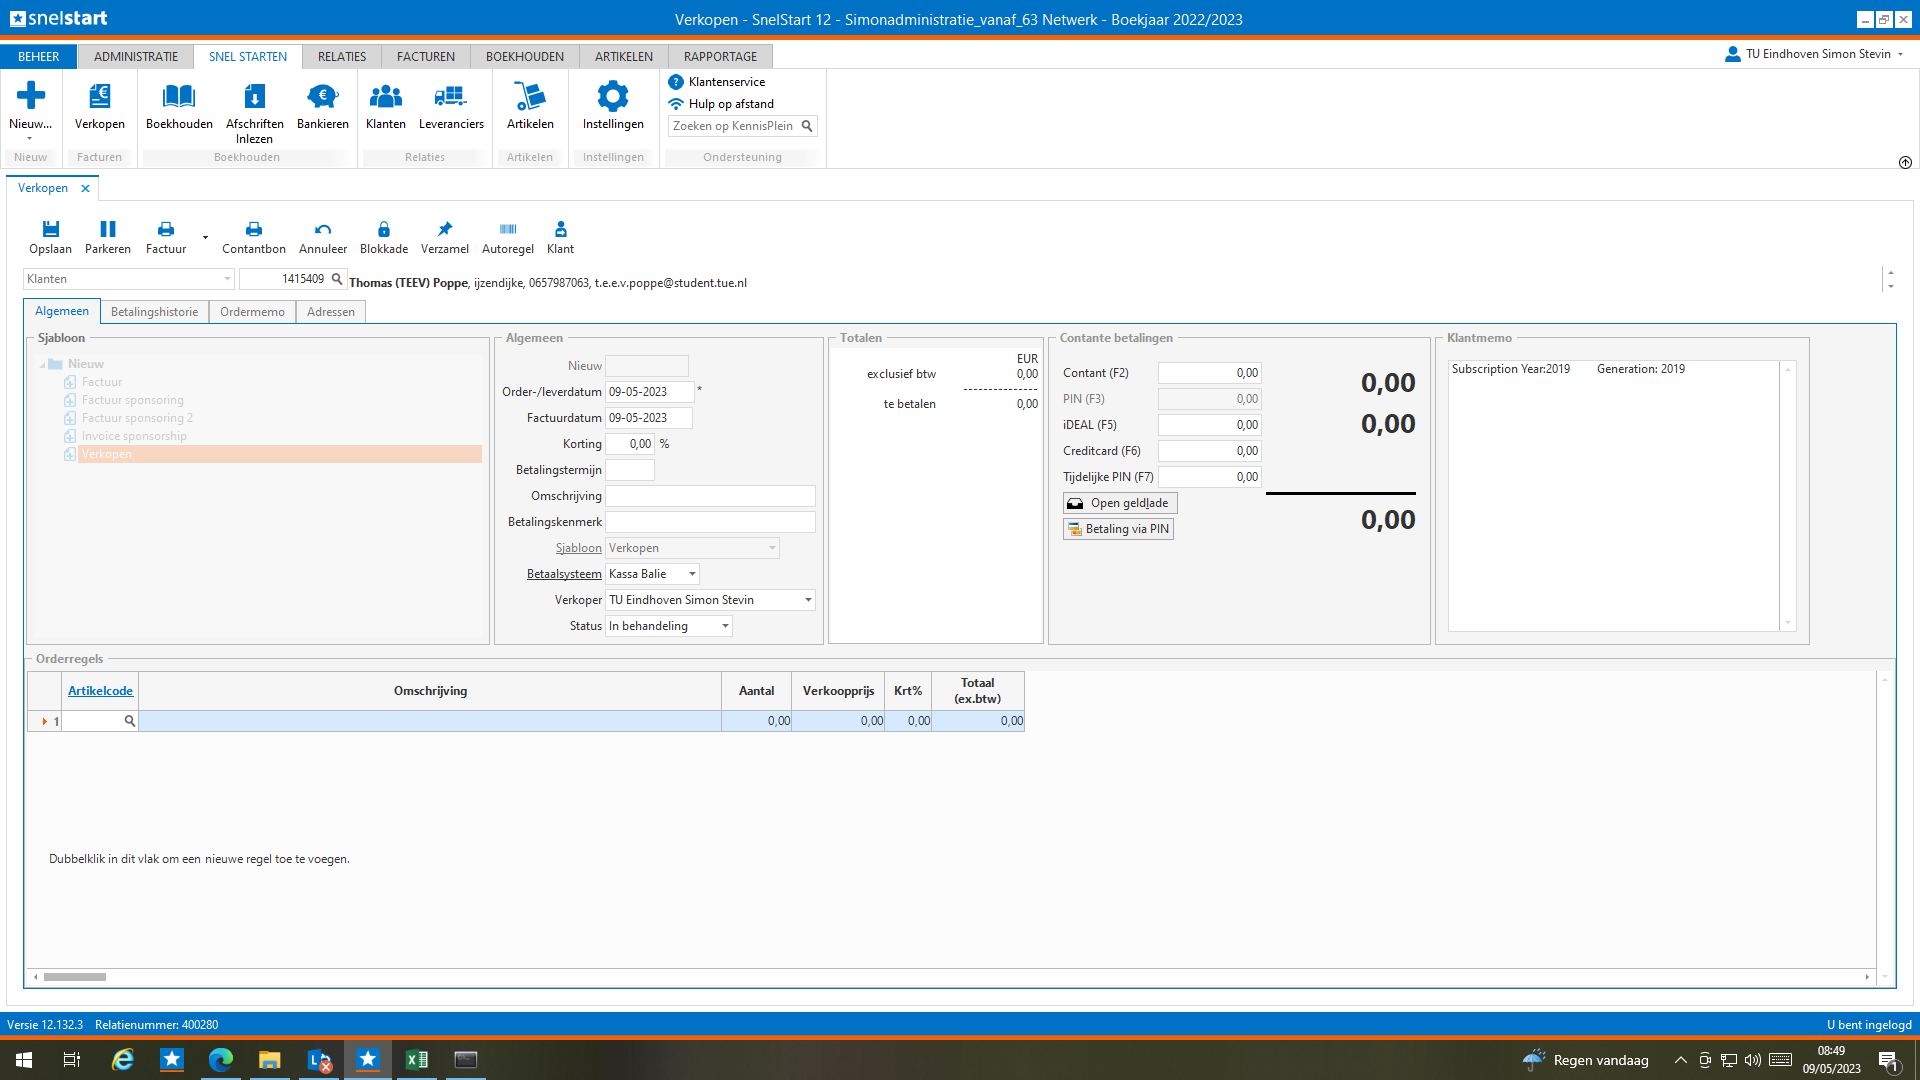 snelstart
Verkopen - SnelStart 12 - Simonadministratie_vanaf_63 Netwerk - Boekjaar 2022/2023
BEHEER ADMINISTRATIE SNEL STARTEN RELATIES FACTUREN BOEKHOUDEN ARTIKELEN RAPPORTAGE
TU Eindhoven Simon Stevin
Nieuw... Verkopen Boekhouden Afschriften Inlezen Bankieren Klanten Leveranciers Artikelen Instellingen
Klantenservice
Hulp op afstand
Zoeken op KennisPlein
Nieuw Facturen Boekhouden Relaties Artikelen Instellingen Ondersteuning
Verkopen
Opslaan Parkeren Factuur Contantbon Annuleer Blokkade Verzamel Autoregel Klant
Klanten 1415409 Thomas (TEEV) Poppe, ijzendijke, 0657987063, t.e.e.v.poppe@student.tue.nl
Algemeen Betalingshistorie Ordermemo Adressen
Sjabloon
Nieuw
Factuur
Factuur sponsoring
Factuur sponsoring 2
Invoice sponsorship
Verkopen
Algemeen
Nieuw
Order-/leverdatum 09-05-2023 *
Factuurdatum 09-05-2023
Korting 0,00 %
Betalingstermijn
Omschrijving
Betalingskenmerk
Sjabloon Verkopen
Betaalsysteem Kassa Balie
Verkoper TU Eindhoven Simon Stevin
Status In behandeling
Totalen
EUR
exclusief btw 0,00
te betalen 0,00
Contante betalingen
Contant (F2) 0,00
PIN (F3) 0,00
iDEAL (F5) 0,00
Creditcard (F6) 0,00
Tijdelijke PIN (F7) 0,00
Open geldlade
Betaling via PIN
0,00
0,00
0,00
Klantmemo
Subscription Year:2019 Generation: 2019
Orderregels
Artikelcode Omschrijving Aantal Verkoopprijs Krt% Totaal (ex.btw)
1 0,00 0,00 0,00 0,00
Dubbelklik in dit vlak om een nieuwe regel toe te voegen.
Versie 12.132.3 Relatienummer: 400280
U bent ingelogd
Regen vandaag
08:49
09/05/2023
1